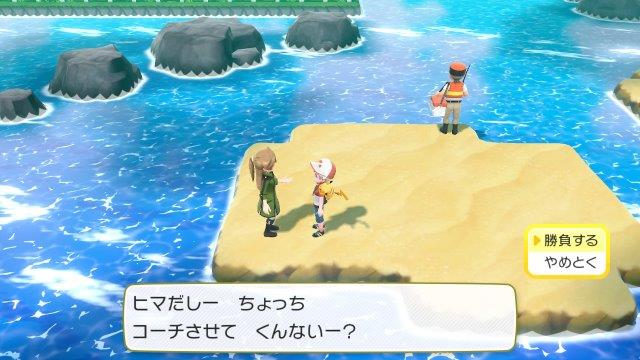 勝負する
やめとく
ヒマだしー ちょっち
コーチさせて くんないー？